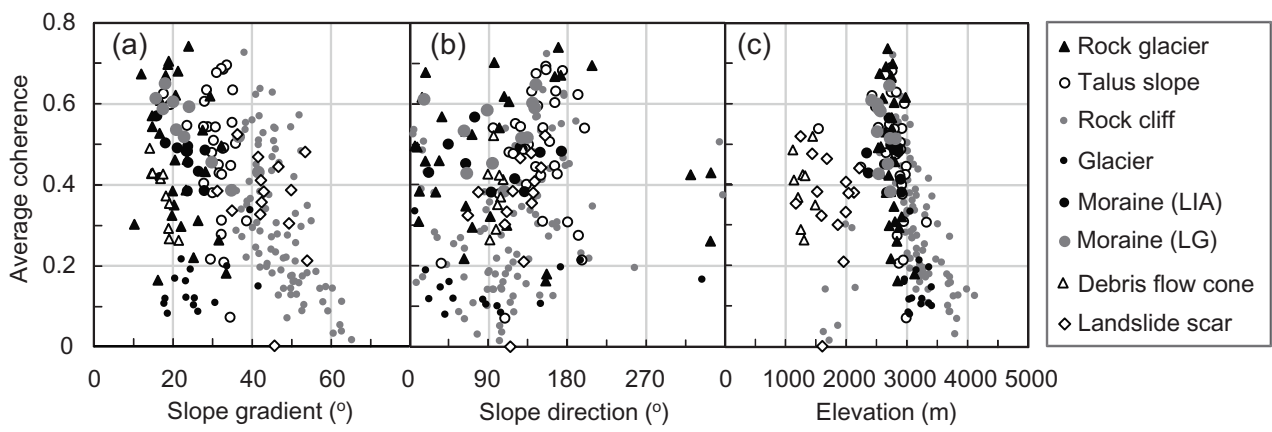 0.8
0.6
0.4
0.2
0
Average coherence
(a)
0 20 40 60
Slope gradient (o)
(b)
0 90 180 270
Slope direction (o)
(c)
0 1000 2000 3000 4000 5000
Elevation (m)
Rock glacier
Talus slope
Rock cliff
Glacier
Moraine (LIA)
Moraine (LG)
Debris flow cone
Landslide scar